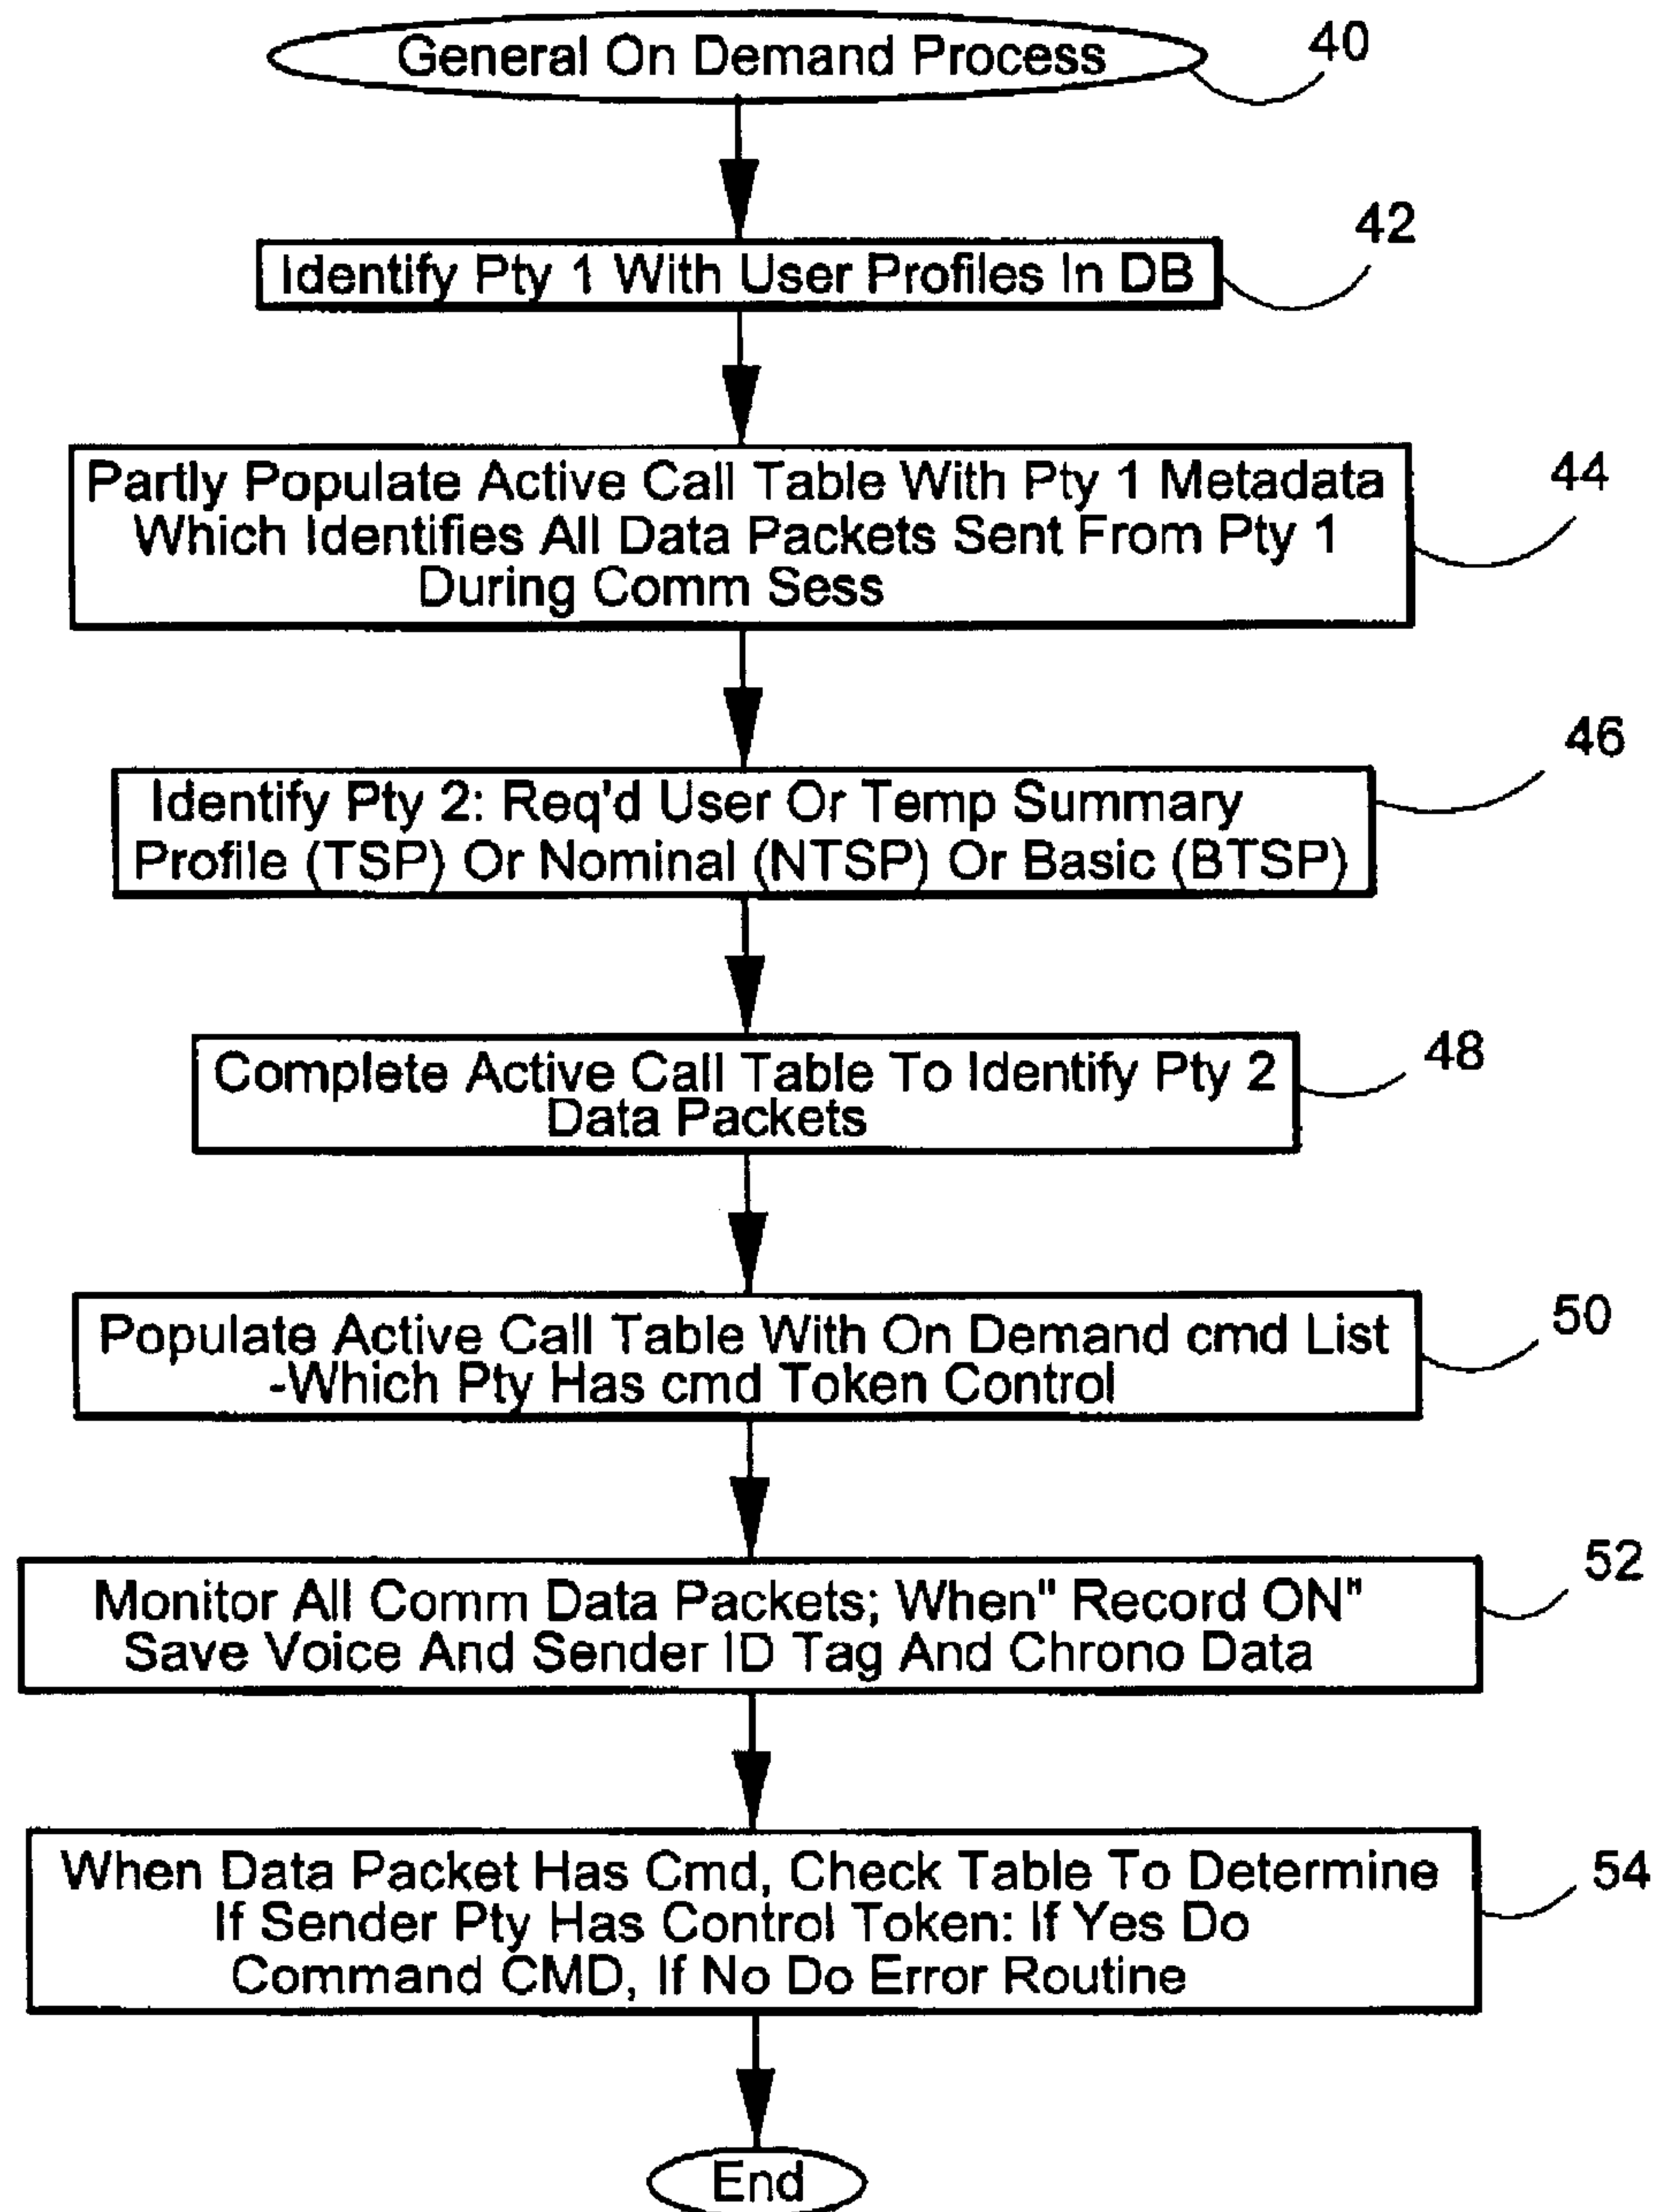 General On Demand Process
40
42
Identify Pty 1 With User Profiles In DB
44
Partly Populate Active Call Table With Pty 1 Metadata
Which Identifies All Data Packets Sent From Pty 1
During Comm Sess
46
Identify Pty 2: Req'd User Or Temp Summary
Profile (TSP) Or Nominal (NTSP) Or Basic (BTSP)
48
Complete Active Call Table To Identify Pty 2
Data Packets
50
Populate Active Call Table With On Demand cmd List
-Which Pty Has cmd Token Control
52
Monitor All Comm Data Packets; When" Record ON"
Save Voice And Sender ID Tag And Chrono Data
54
When Data Packet Has Cmd, Check Table To Determine
If Sender Pty Has Control Token: If Yes Do
Command CMD, If No Do Error Routine
End